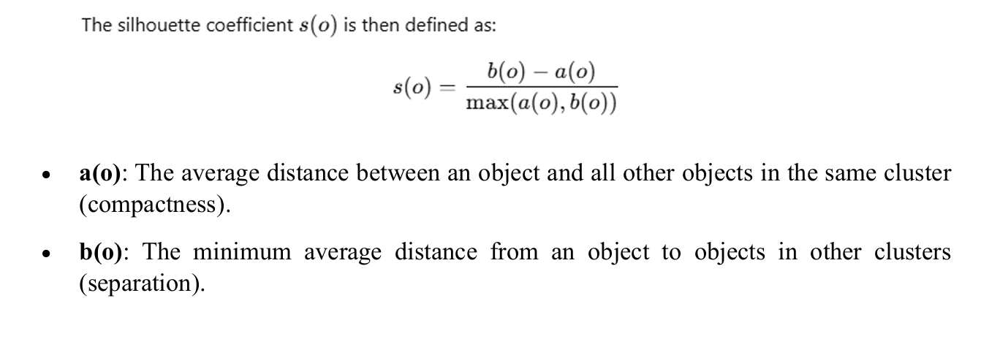 The silhouette coefficient s(o) is then defined as:
s(o) = b(o) − a(o) / max(a(o), b(o))
• a(o): The average distance between an object and all other objects in the same cluster
(compactness).
• b(o): The minimum average distance from an object to objects in other clusters
(separation).